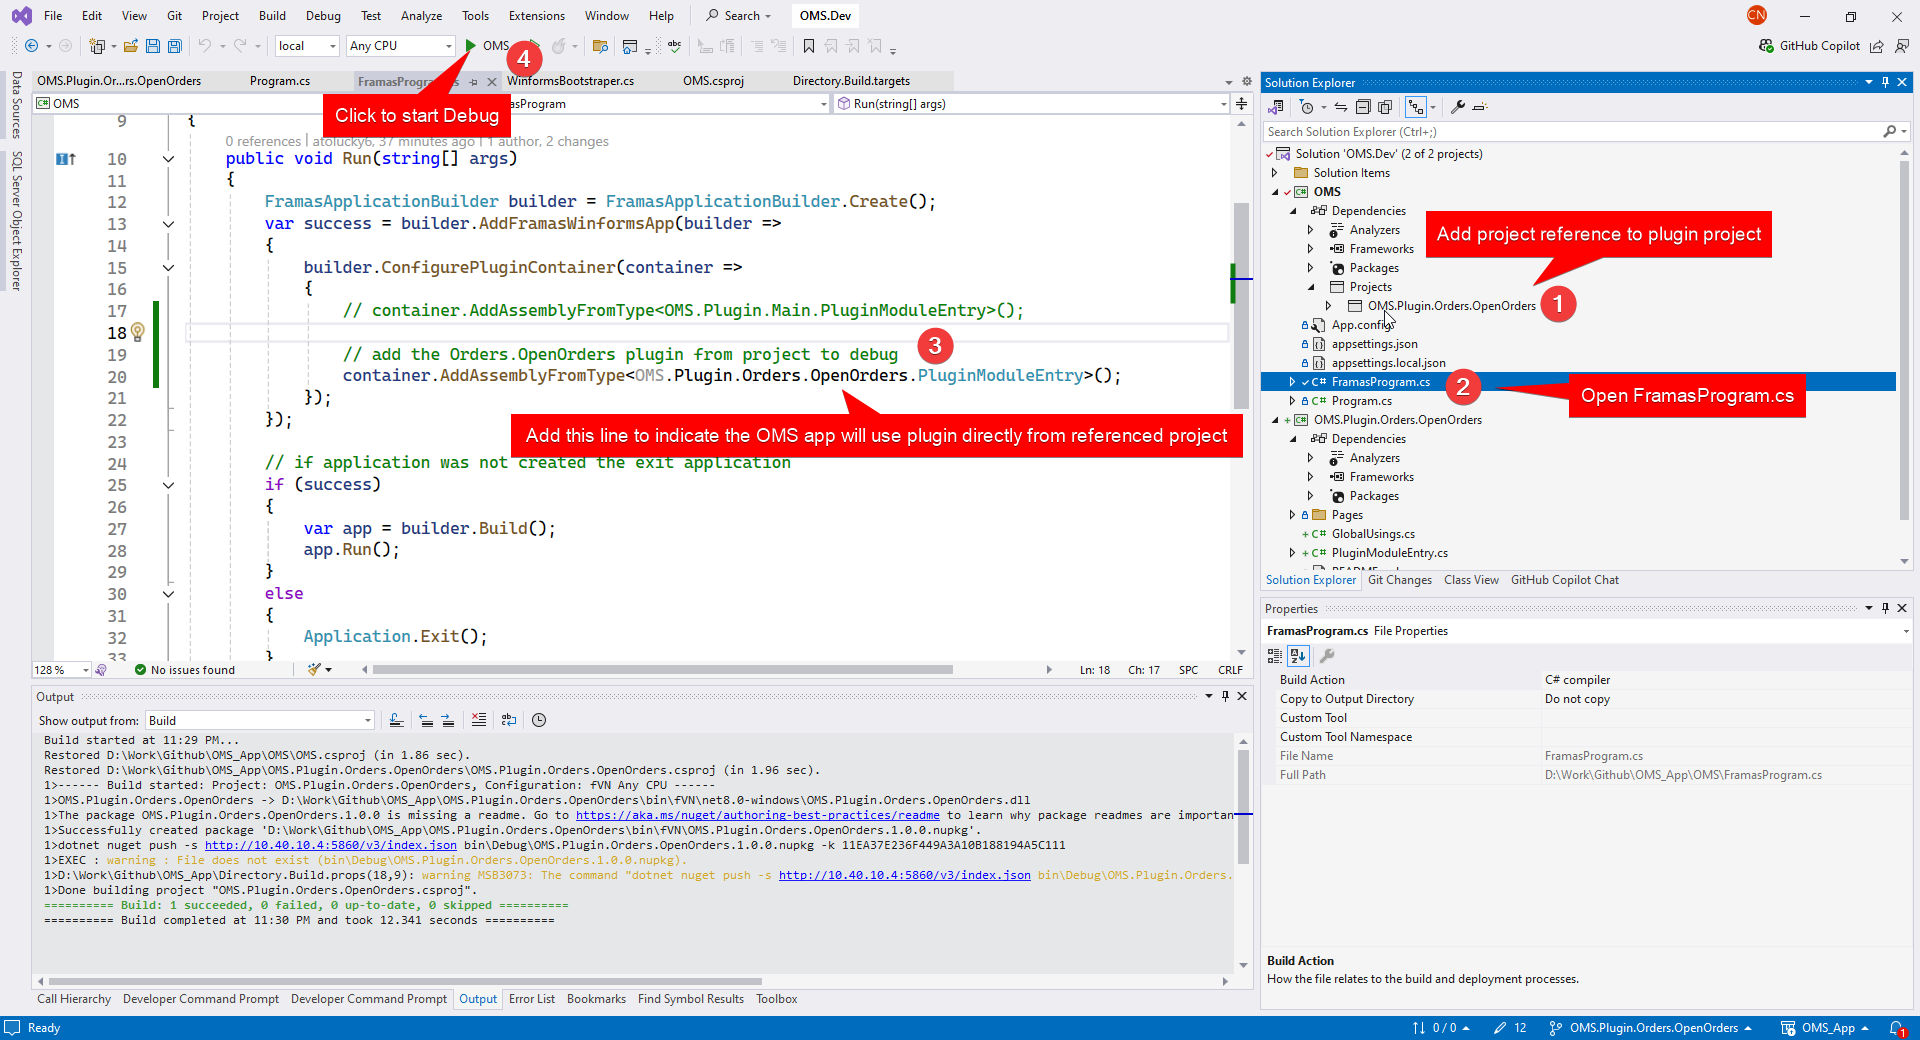 File Edit View Git Project Build Debug Test Analyze Tools Extensions Window Help Search OMS.Dev CN
local Any CPU OMS 4 GitHub Copilot
Data Sources
SQL Server Object Explorer
OMS.Plugin.Or...rs.OpenOrders Program.cs FramasProgram.cs WinformsBootstraper.cs OMS.csproj Directory.Build.targets
OMS asProgram Run(string[] args)
Click to start Debug
9 {
0 references | atolucky6, 37 minutes ago | 1 author, 2 changes
10 public void Run(string[] args)
11 {
12 FramasApplicationBuilder builder = FramasApplicationBuilder.Create();
13 var success = builder.AddFramasWinformsApp(builder =>
14 {
15 builder.ConfigurePluginContainer(container =>
16 {
17 // container.AddAssemblyFromType<OMS.Plugin.Main.PluginModuleEntry>();
18
19 // add the Orders.OpenOrders plugin from project to debug 3
20 container.AddAssemblyFromType<OMS.Plugin.Orders.OpenOrders.PluginModuleEntry>();
21 });
22 });
Add this line to indicate the OMS app will use plugin directly from referenced project
23
24 // if application was not created the exit application
25 if (success)
26 {
27 var app = builder.Build();
28 app.Run();
29 }
30 else
31 {
32 Application.Exit();
33 }
128 % No issues found Ln: 18 Ch: 17 SPC CRLF
Output
Show output from: Build
Build started at 11:29 PM...
Restored D:\Work\Github\OMS_App\OMS\OMS.csproj (in 1.86 sec).
Restored D:\Work\Github\OMS_App\OMS.Plugin.Orders.OpenOrders\OMS.Plugin.Orders.OpenOrders.csproj (in 1.96 sec).
1>------ Build started: Project: OMS.Plugin.Orders.OpenOrders, Configuration: fVN Any CPU ------
1>OMS.Plugin.Orders.OpenOrders -> D:\Work\Github\OMS_App\OMS.Plugin.Orders.OpenOrders\bin\fVN\net8.0-windows\OMS.Plugin.Orders.OpenOrders.dll
1>The package OMS.Plugin.Orders.OpenOrders.1.0.0 is missing a readme. Go to https://aka.ms/nuget/authoring-best-practices/readme to learn why package readmes are importan
1>Successfully created package 'D:\Work\Github\OMS_App\OMS.Plugin.Orders.OpenOrders\bin\fVN\OMS.Plugin.Orders.OpenOrders.1.0.0.nupkg'.
1>dotnet nuget push -s http://10.40.10.4:5860/v3/index.json bin\Debug\OMS.Plugin.Orders.OpenOrders.1.0.0.nupkg -k 11EA37E236F449A3A10B188194A5C111
1>EXEC : warning : File does not exist (bin\Debug\OMS.Plugin.Orders.OpenOrders.1.0.0.nupkg).
1>D:\Work\Github\OMS_App\Directory.Build.props(18,9): warning MSB3073: The command "dotnet nuget push -s http://10.40.10.4:5860/v3/index.json bin\Debug\OMS.Plugin.Orders.
1>Done building project "OMS.Plugin.Orders.OpenOrders.csproj".
========== Build: 1 succeeded, 0 failed, 0 up-to-date, 0 skipped ==========
========== Build completed at 11:30 PM and took 12.341 seconds ==========
Call Hierarchy Developer Command Prompt Developer Command Prompt Output Error List Bookmarks Find Symbol Results Toolbox
Solution Explorer
Search Solution Explorer (Ctrl+;)
Solution 'OMS.Dev' (2 of 2 projects)
Solution Items
OMS
Dependencies
Analyzers
Add project reference to plugin project
Frameworks
Packages
Projects
OMS.Plugin.Orders.OpenOrders 1
App.config
appsettings.json
appsettings.local.json
FramasProgram.cs 2
Open FramasProgram.cs
Program.cs
OMS.Plugin.Orders.OpenOrders
Dependencies
Analyzers
Frameworks
Packages
Pages
GlobalUsings.cs
PluginModuleEntry.cs
Solution Explorer Git Changes Class View GitHub Copilot Chat
Properties
FramasProgram.cs File Properties
Build Action C# compiler
Copy to Output Directory Do not copy
Custom Tool
Custom Tool Namespace
File Name FramasProgram.cs
Full Path D:\Work\Github\OMS_App\OMS\FramasProgram.cs
Build Action
How the file relates to the build and deployment processes.
Ready 0 / 0 12 OMS.Plugin.Orders.OpenOrders OMS_App 1